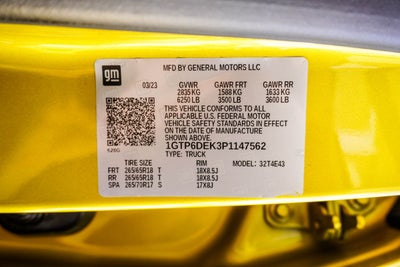 gm
MFD BY GENERAL MOTORS LLC
03/23 GVWR GAWR FRT GAWR RR
2835 KG 1588 KG 1633 KG
6250 LB 3500 LB 3600 LB
THIS VEHICLE CONFORMS TO ALL
APPLICABLE U.S. FEDERAL MOTOR
VEHICLE SAFETY STANDARDS IN EFFECT
ON THE DATE OF MANUFACTURE
SHOWN ABOVE.
1GTP6DEK3P1147562
TYPE: TRUCK
TIRE SIZE RIM MODEL: 32T4E43
FRT 265/65R18 T 18X8.5J
RR 265/65R18 T 18X8.5J
SPA 265/70R17 S 17X8J